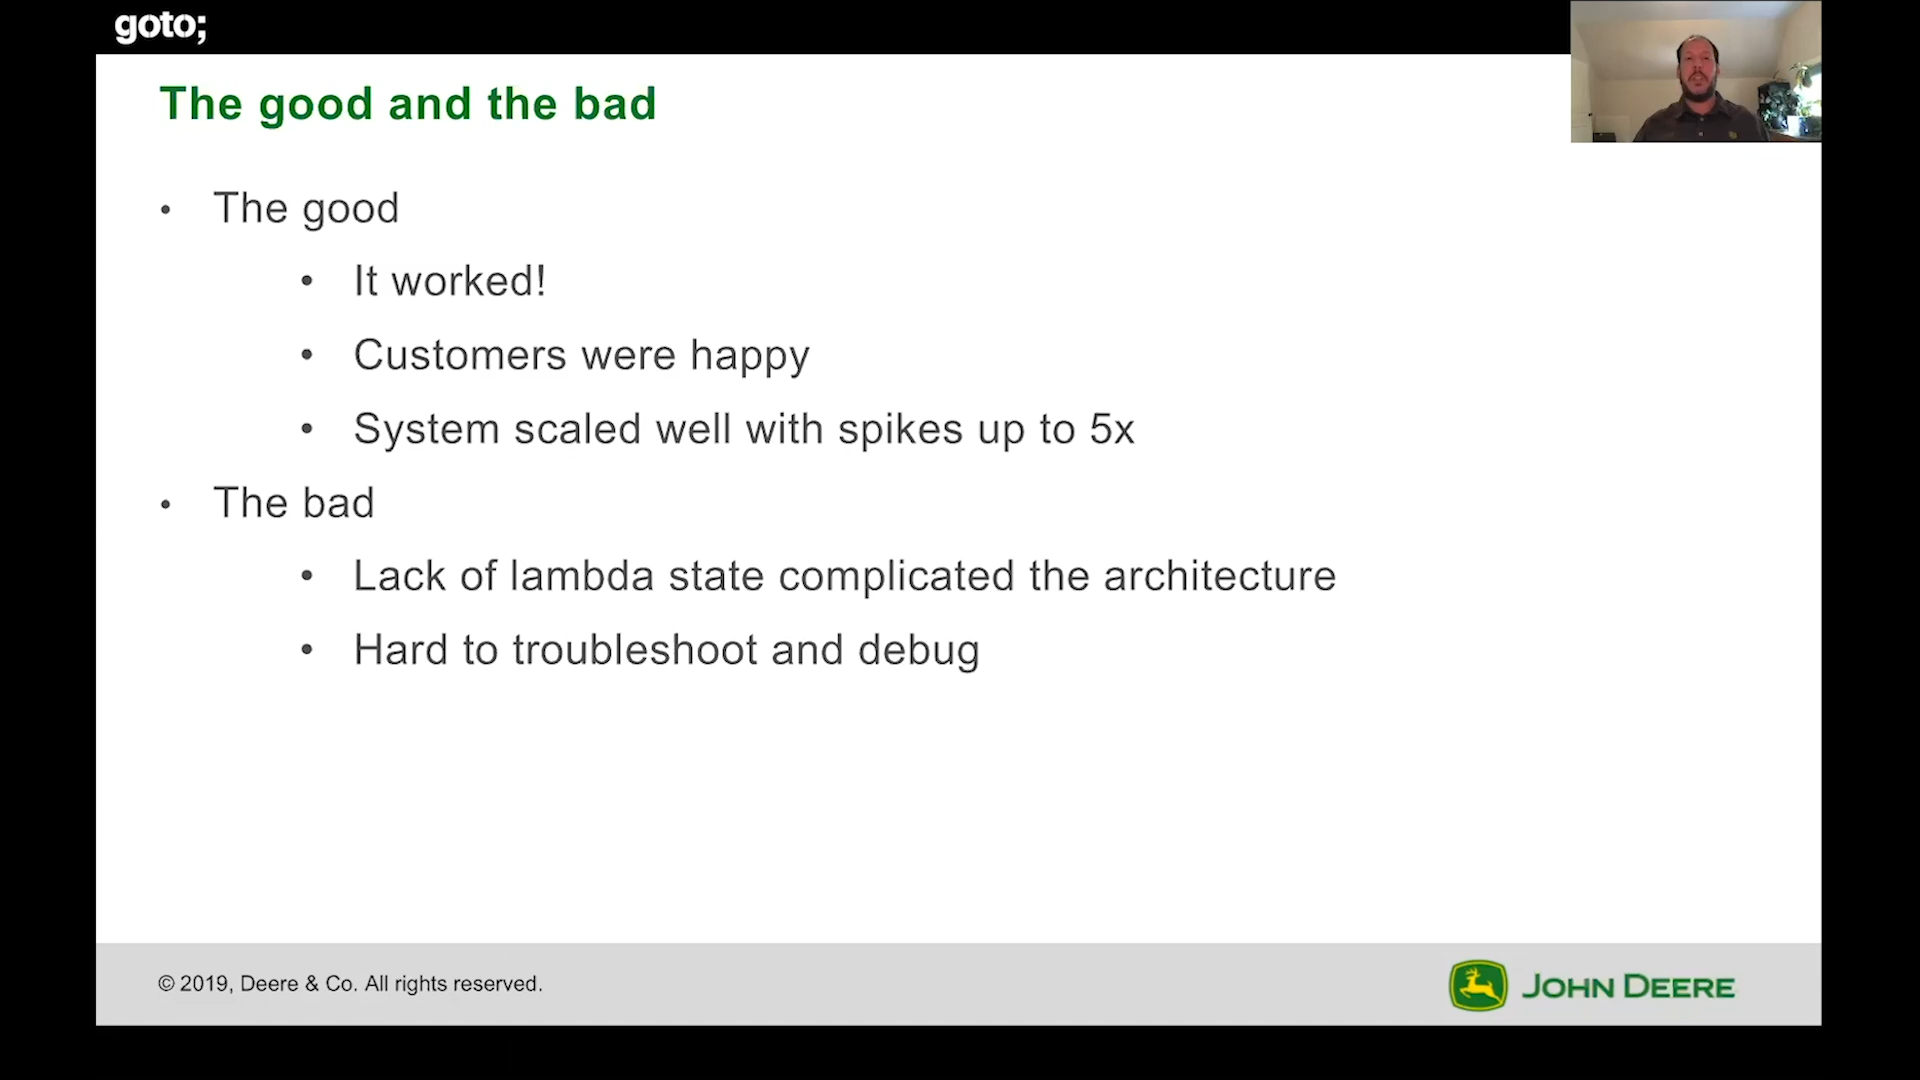 goto;
The good and the bad
• The good
• It worked!
• Customers were happy
• System scaled well with spikes up to 5x
• The bad
• Lack of lambda state complicated the architecture
• Hard to troubleshoot and debug
© 2019, Deere & Co. All rights reserved.
JOHN DEERE